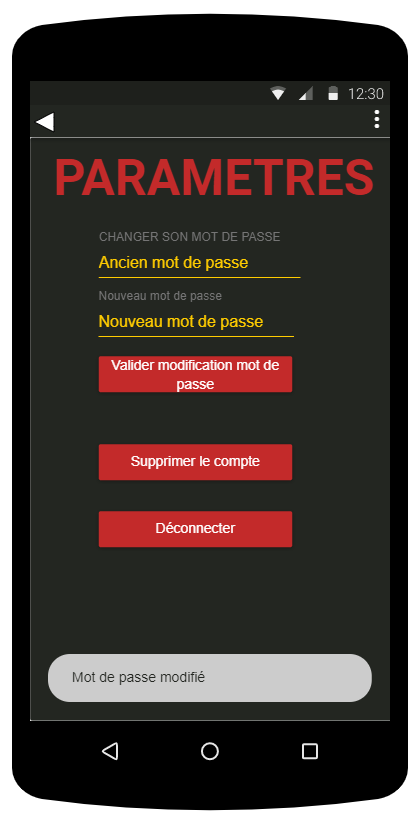 12:30
PARAMETRES
CHANGER SON MOT DE PASSE
Ancien mot de passe
Nouveau mot de passe
Nouveau mot de passe
Valider modification mot de
passe
Supprimer le compte
Déconnecter
Mot de passe modifié